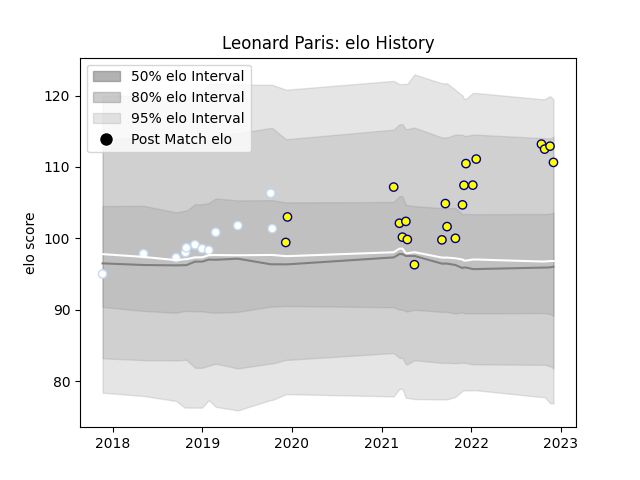 Leonard Paris: elo History
50% elo Interval
80% elo Interval
95% elo Interval
Post Match elo
elo score
120
110
100
90
80
2018 2019 2020 2021 2022 2023